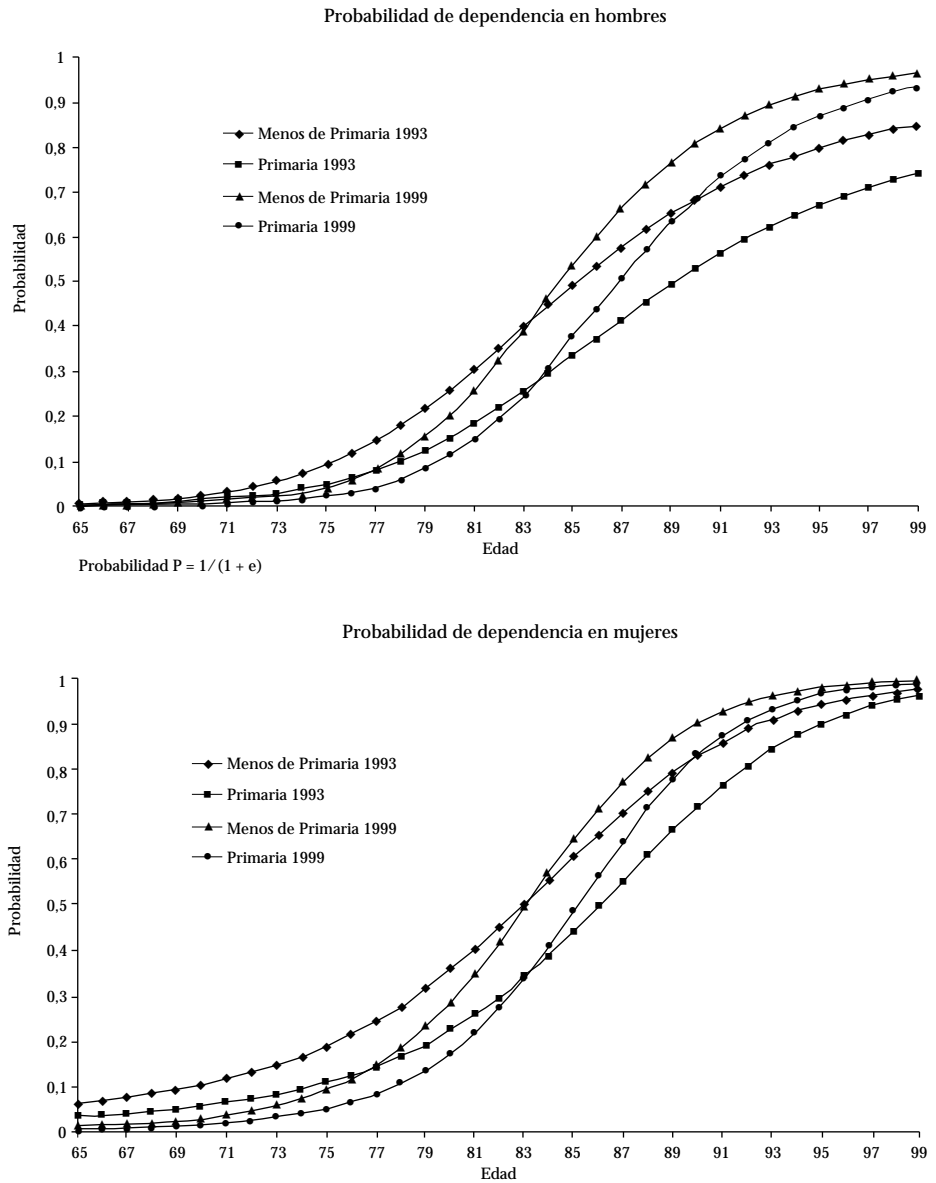 Probabilidad de dependencia en hombres
1
0,9
0,8
0,7
0,6
0,5
0,4
0,3
0,2
0,1
0
Probabilidad
Menos de Primaria 1993
Primaria 1993
Menos de Primaria 1999
Primaria 1999
65 67 69 71 73 75 77 79 81 83 85 87 89 91 93 95 97 99
Edad
Probabilidad P = 1/(1 + e)
Probabilidad de dependencia en mujeres
1
0,9
0,8
0,7
0,6
0,5
0,4
0,3
0,2
0,1
0
Probabilidad
Menos de Primaria 1993
Primaria 1993
Menos de Primaria 1999
Primaria 1999
65 67 69 71 73 75 77 79 81 83 85 87 89 91 93 95 97 99
Edad